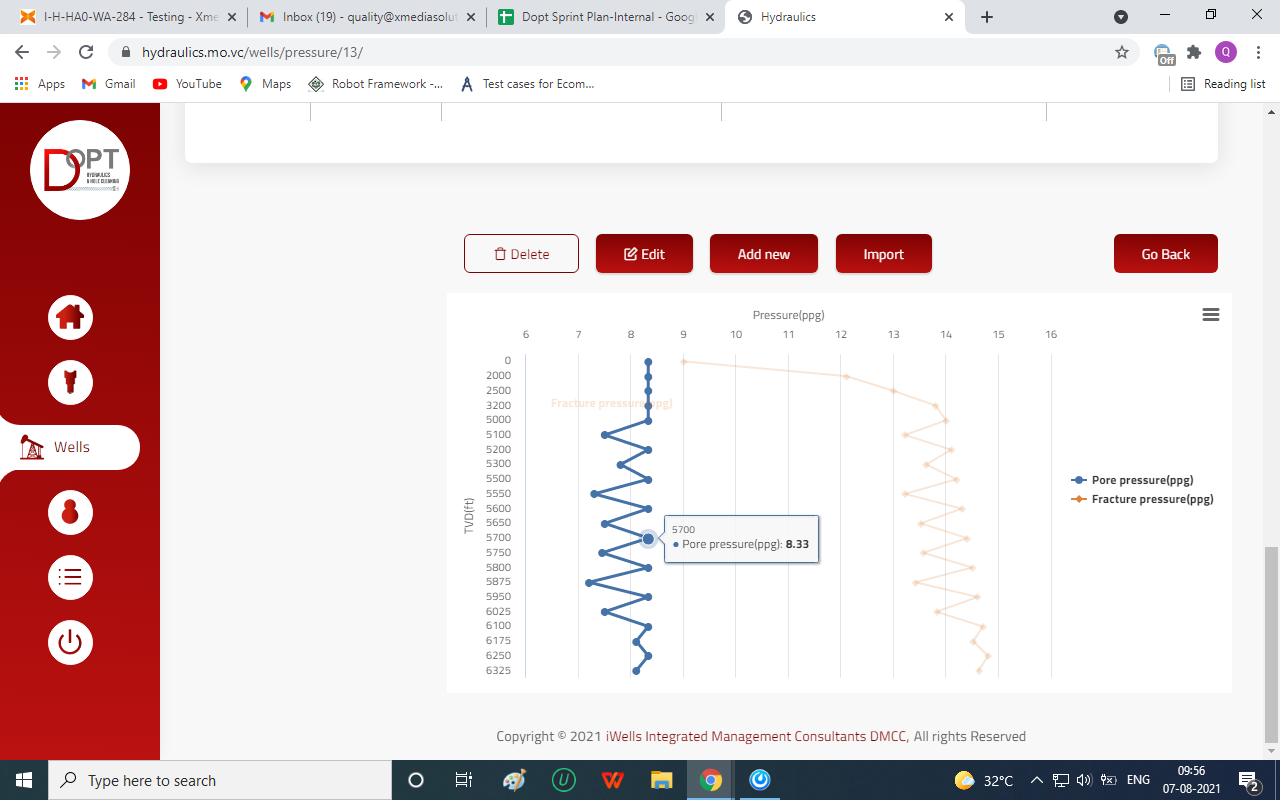 I-H-HA0-WA-284 - Testing - Xme
Inbox (19) - quality@xmediasolut
Dopt Sprint Plan-Internal - Goog
Hydraulics
hydraulics.mo.vc/wells/pressure/13/
Off
Q
Apps
Gmail
YouTube
Maps
Robot Framework -...
Test cases for Ecom...
Reading list
DOPT
HYDRAULICS
& HOLE CLEANING
Wells
Delete
Edit
Add new
Import
Go Back
Pressure(ppg)
6 7 8 9 10 11 12 13 14 15 16
TVD(ft)
0
2000
2500
3200
5000
5100
5200
5300
5500
5550
5600
5650
5700
5750
5800
5875
5950
6025
6100
6175
6250
6325
Fracture pressure(ppg)
5700
Pore pressure(ppg): 8.33
Pore pressure(ppg)
Fracture pressure(ppg)
Copyright © 2021 iWells Integrated Management Consultants DMCC, All rights Reserved
Type here to search
32°C
ENG
09:56
07-08-2021
2